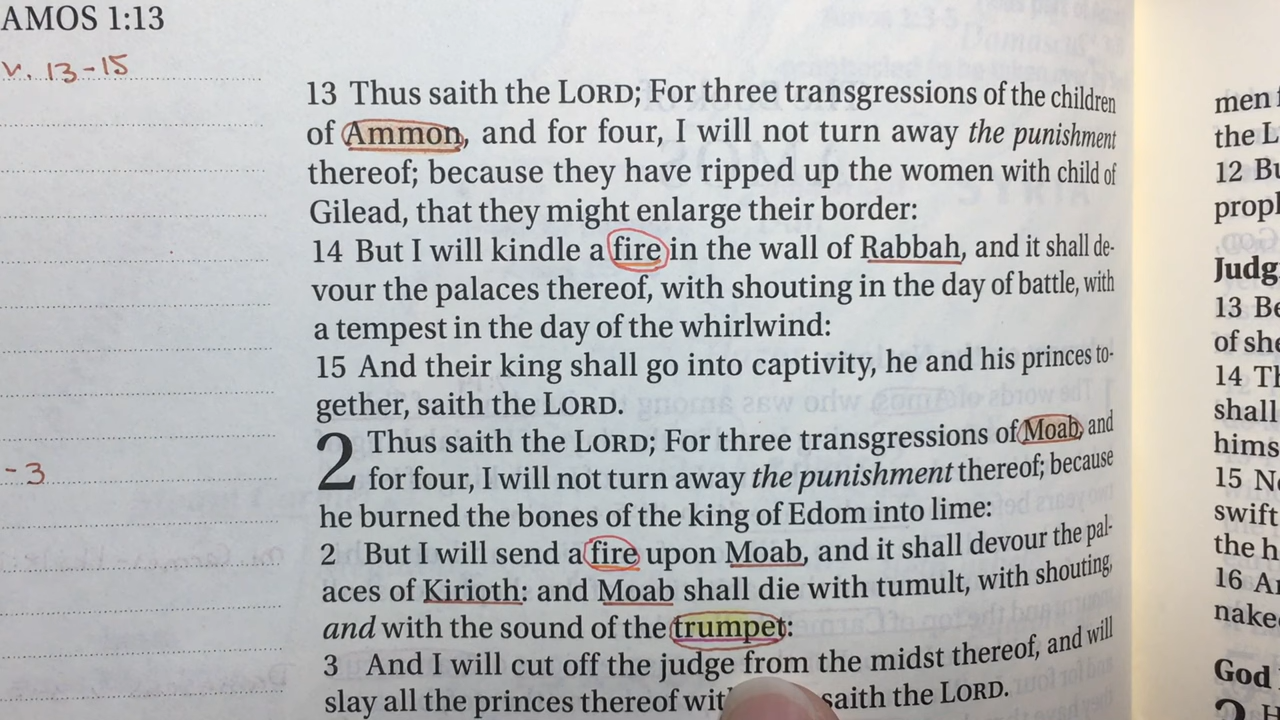 AMOS 1:13
v. 13-15
13 Thus saith the LORD; For three transgressions of the children
of Ammon, and for four, I will not turn away the punishment
thereof; because they have ripped up the women with child of
Gilead, that they might enlarge their border:
14 But I will kindle a fire in the wall of Rabbah, and it shall de-
vour the palaces thereof, with shouting in the day of battle, with
a tempest in the day of the whirlwind:
15 And their king shall go into captivity, he and his princes to-
gether, saith the LORD.
2 Thus saith the LORD; For three transgressions of Moab, and
for four, I will not turn away the punishment thereof; because
he burned the bones of the king of Edom into lime:
- 3
2 But I will send a fire upon Moab, and it shall devour the pal-
aces of Kirioth: and Moab shall die with tumult, with shouting,
and with the sound of the trumpet:
3 And I will cut off the judge from the midst thereof, and will
slay all the princes thereof saith the LORD.
men
the L
12 Bu
propl
Judg
13 Be
of she
14 Th
shall
hims
15 No
swift
the h
16 A
nake
God
2 H